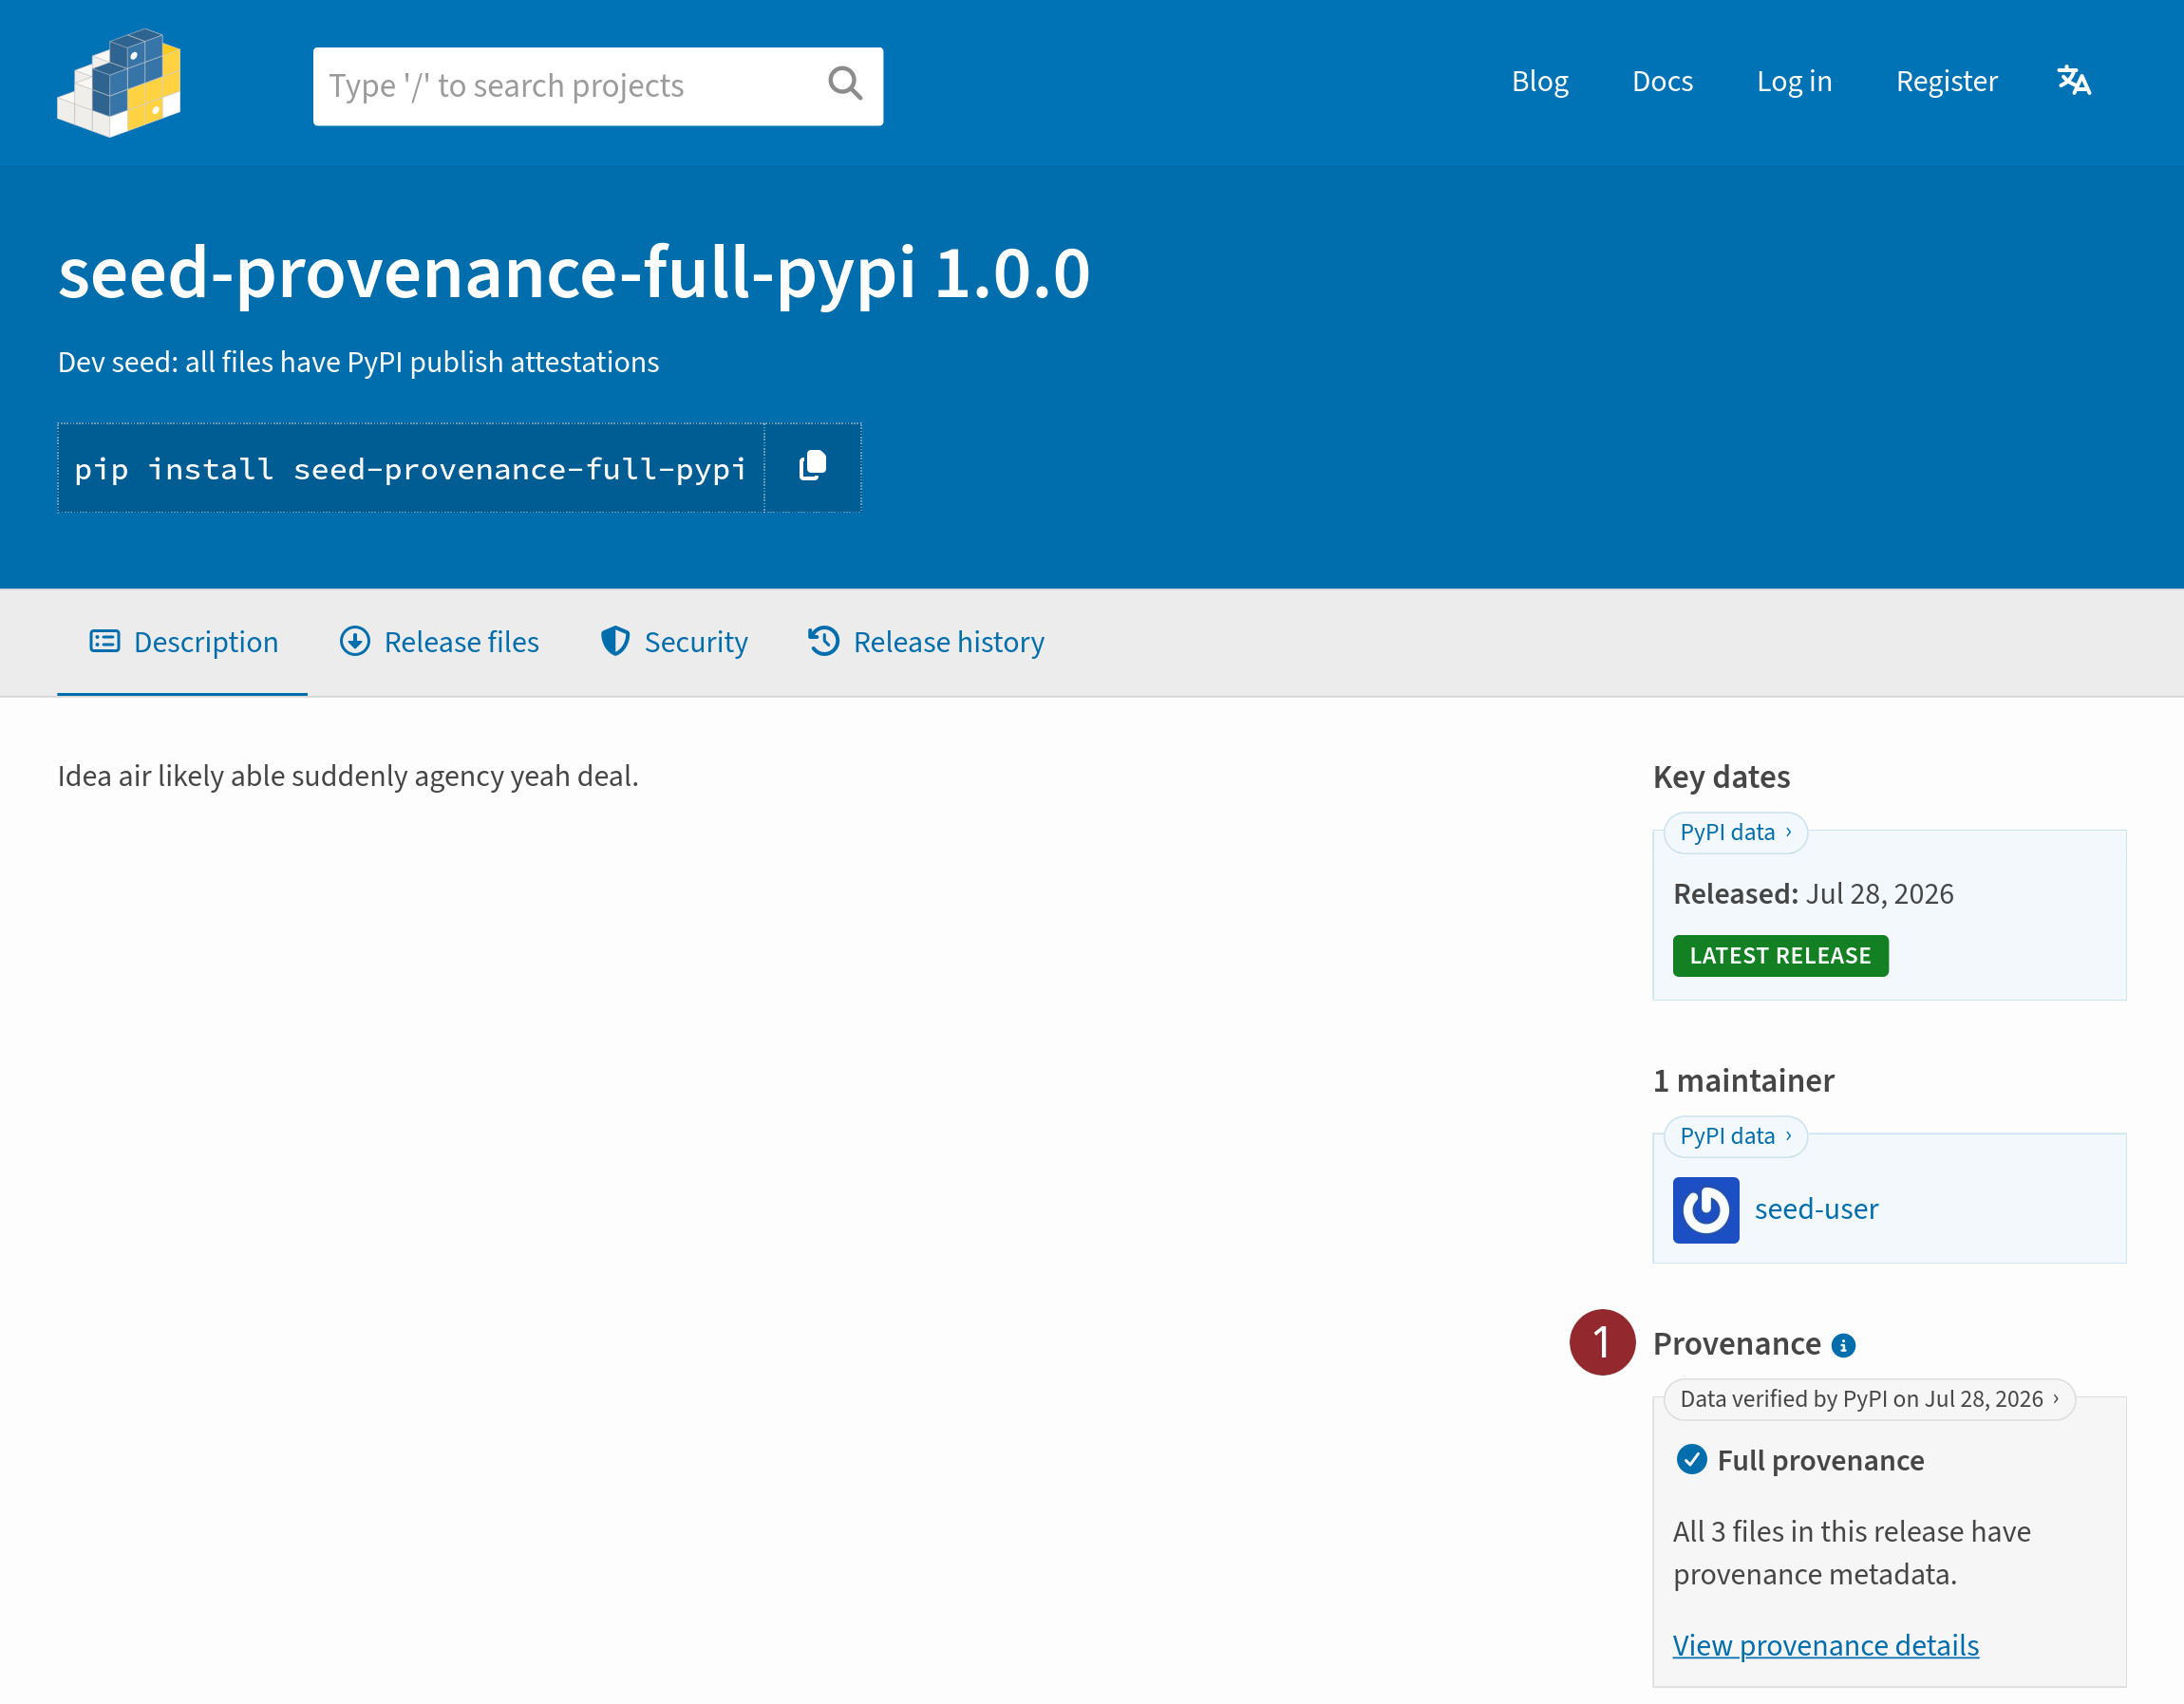 Type '/' to search projects
Blog
Docs
Log in
Register
seed-provenance-full-pypi 1.0.0
Dev seed: all files have PyPI publish attestations
pip install seed-provenance-full-pypi
Description
Release files
Security
Release history
Idea air likely able suddenly agency yeah deal.
Key dates
PyPI data ›
Released: Jul 28, 2026
LATEST RELEASE
1 maintainer
PyPI data ›
seed-user
1
Provenance
Data verified by PyPI on Jul 28, 2026 ›
Full provenance
All 3 files in this release have
provenance metadata.
View provenance details